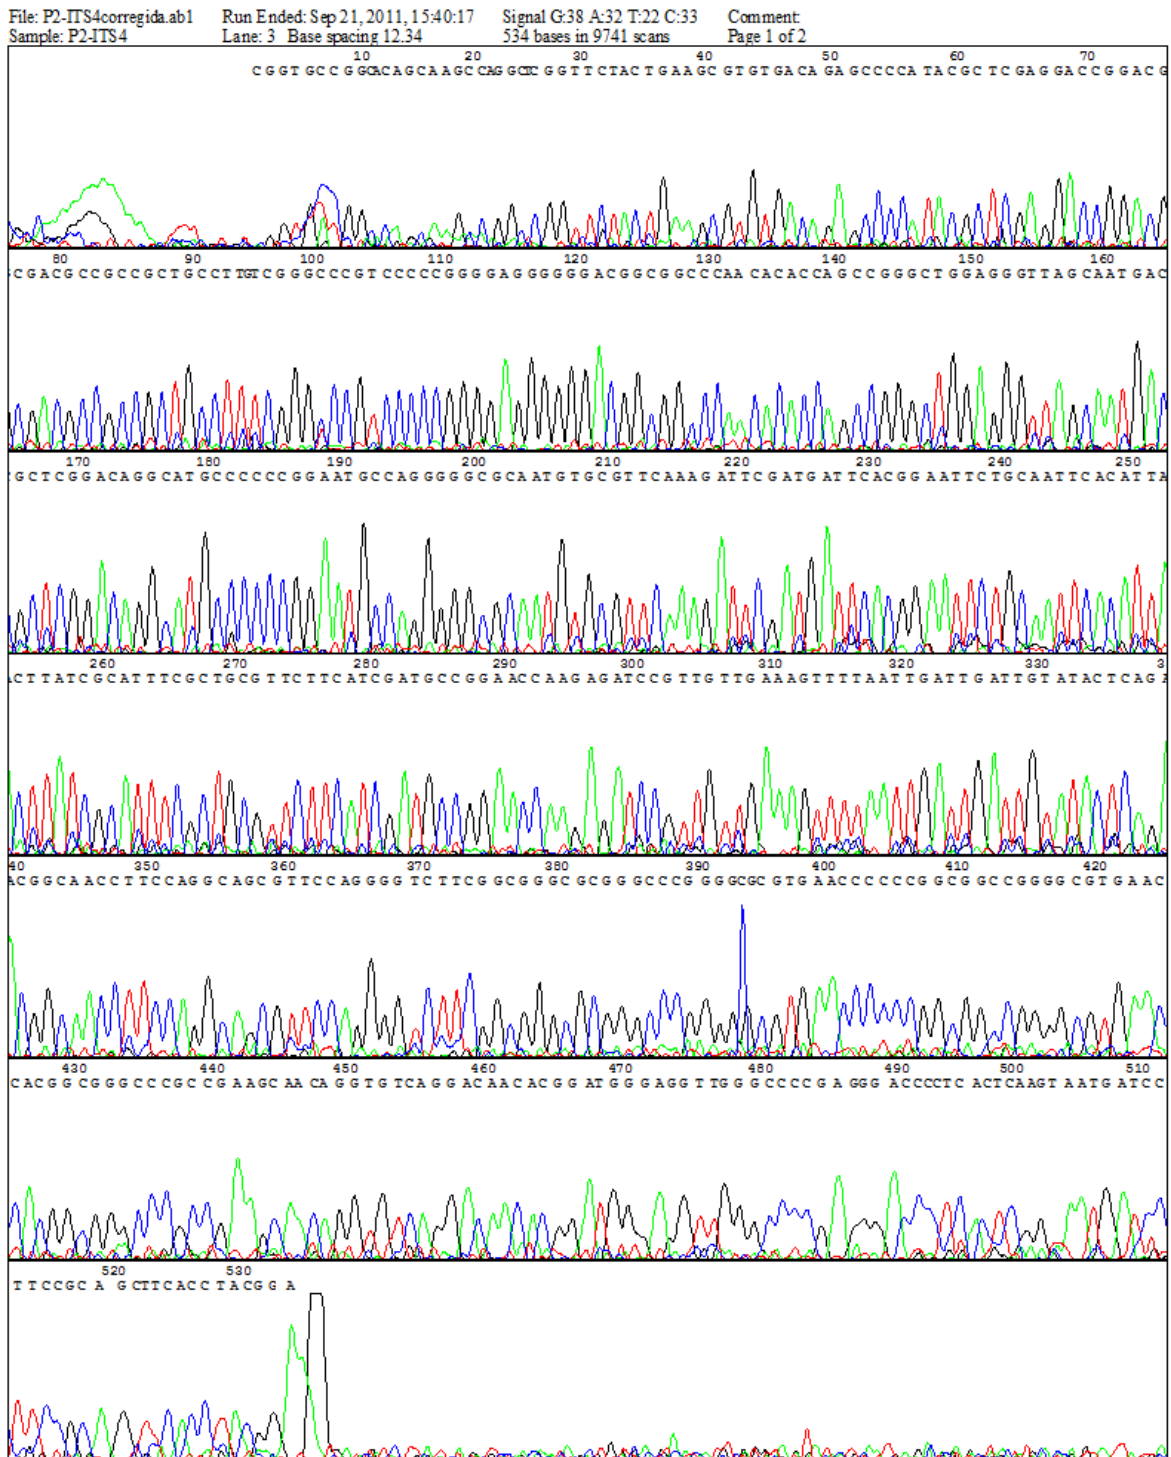 File: P2-ITS4corregida.ab1 Run Ended: Sep 21, 2011, 15:40:17 Signal G:38 A:32 T:22 C:33 Comment:
Sample: P2-ITS4 Lane: 3 Base spacing 12.34 534 bases in 9741 scans Page 1 of 2
10 20 30 40 50 60 70
CGGTGCCGGCACAGCAAGCCAGGCTCGGTTCTACTGAAGCGTGTGACAGAGCCCCATACGCTCGAGGACCGGACG
80 90 100 110 120 130 140 150 160
CGACGCCGCCGCTGCCTTGTCGGGCCCGTCCCCCGGGGAGGGGGGACGGCGGCCCAACACACCAGCCGGGCTGGAGGGTTAGCAATGAC
170 180 190 200 210 220 230 240 250
GCTCGGACAGGCATGCCCCCCGGAATGCCAGGGGGCGCAATGTGCGTTCAAAGATTCGATGATTCACGGAATTCTGCAATTCACATTA
260 270 280 290 300 310 320 330 3
CTTATCGCATTTCGCTGCGTTCTTCATCGATGCCGGAACCAAGAGATCCGTTGTTGAAAGTTTTAATTGATTGATTGTATACTCAGA
40 350 360 370 380 390 400 410 420
ACGGCAACCTTCCAGGCAGCGTTCCAGGGGTCTTCGGCGGGCGCGGGCCCGGGGCGCGTGAACCCCCCGGCGGCCGGGGCGTGAAC
430 440 450 460 470 480 490 500 510
CACGGCGGGCCCGCCGAAGCAACAGGTGTCAGGACAACACGGATGGGAGGTTGGGCCCCGAGGGACCCCTCACTCAAGTAATGATCC
520 530
TTCCGCAGCTTCACCTACGGA